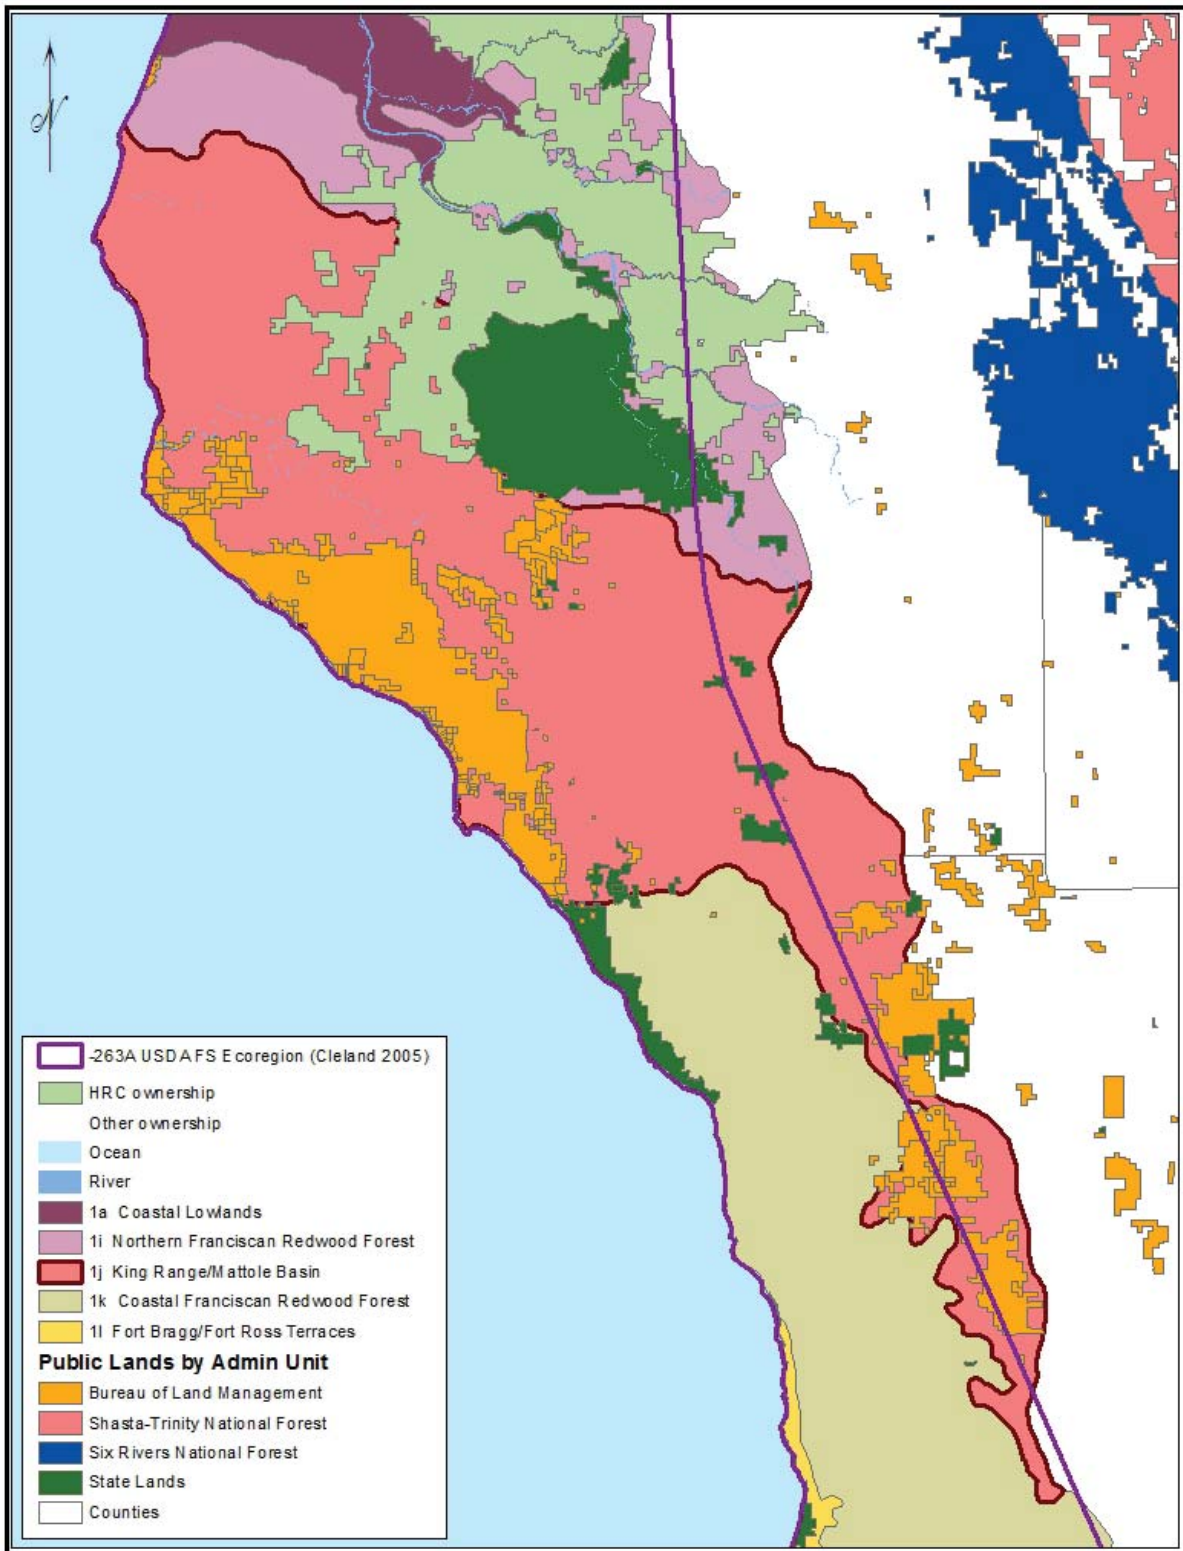 N
-263A USDAFS Ecoregion (Cleland 2005)
HRC ownership
Other ownership
Ocean
River
1a Coastal Lowlands
1i Northern Franciscan Redwood Forest
1j King Range/Mattole Basin
1k Coastal Franciscan Redwood Forest
1l Fort Bragg/Fort Ross Terraces
Public Lands by Admin Unit
Bureau of Land Management
Shasta-Trinity National Forest
Six Rivers National Forest
State Lands
Counties